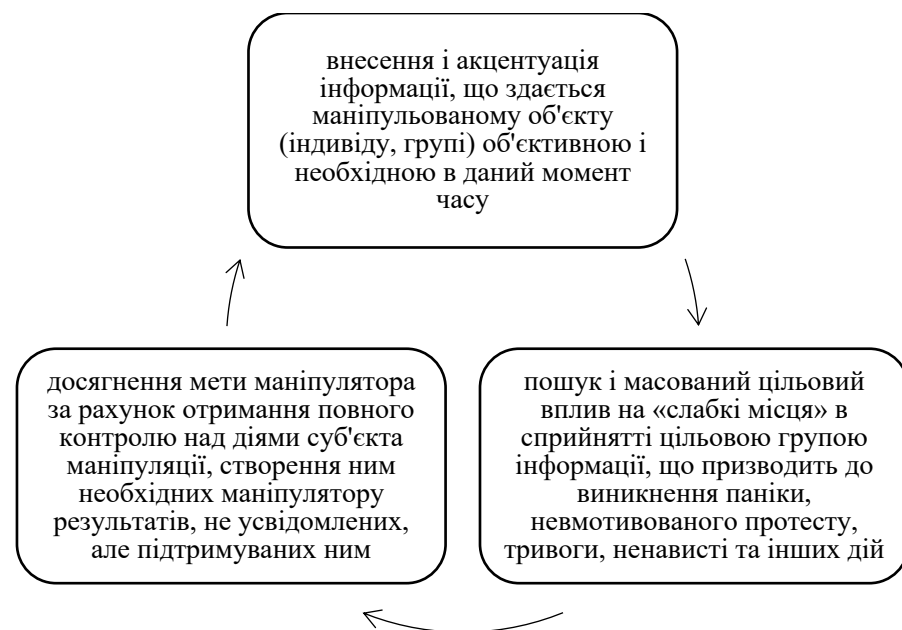 внесення і акцентуація
інформації, що здається
маніпульованому об'єкту
(індивіду, групі) об'єктивною і
необхідною в даний момент
часу
пошук і масований цільовий
вплив на «слабкі місця» в
сприйнятті цільовою групою
інформації, що призводить до
виникнення паніки,
невмотивованого протесту,
тривоги, ненависті та інших дій
досягнення мети маніпулятора
за рахунок отримання повного
контролю над діями суб'єкта
маніпуляції, створення ним
необхідних маніпулятору
результатів, не усвідомлених,
але підтримуваних ним